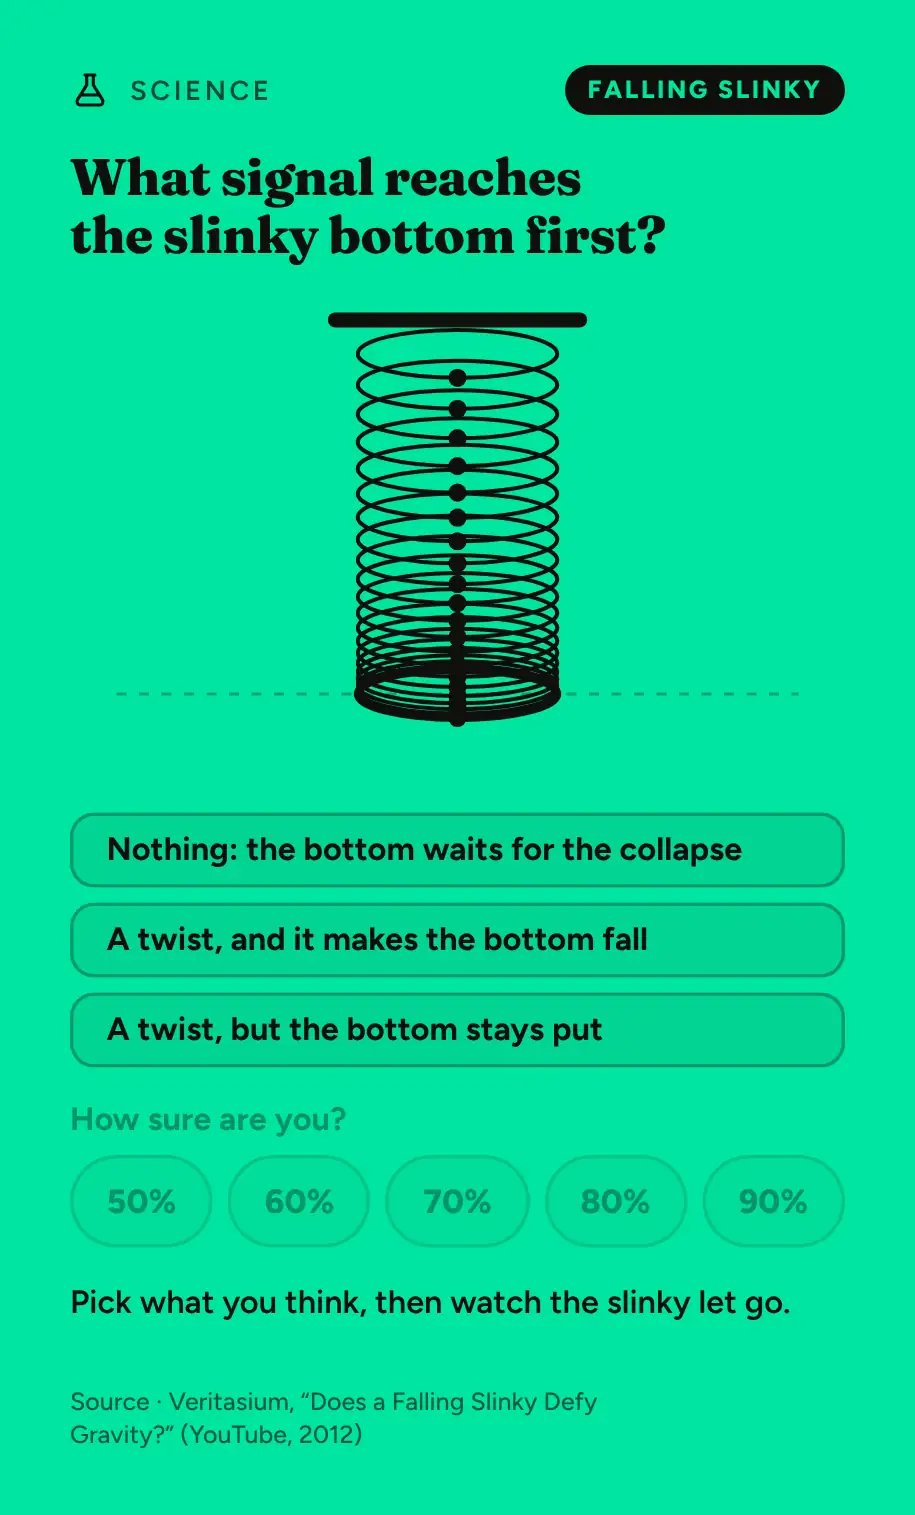 SCIENCE
FALLING SLINKY
What signal reaches
the slinky bottom first?
Nothing: the bottom waits for the collapse
A twist, and it makes the bottom fall
A twist, but the bottom stays put
How sure are you?
50% 60% 70% 80% 90%
Pick what you think, then watch the slinky let go.
Source · Veritasium, “Does a Falling Slinky Defy
Gravity?” (YouTube, 2012)